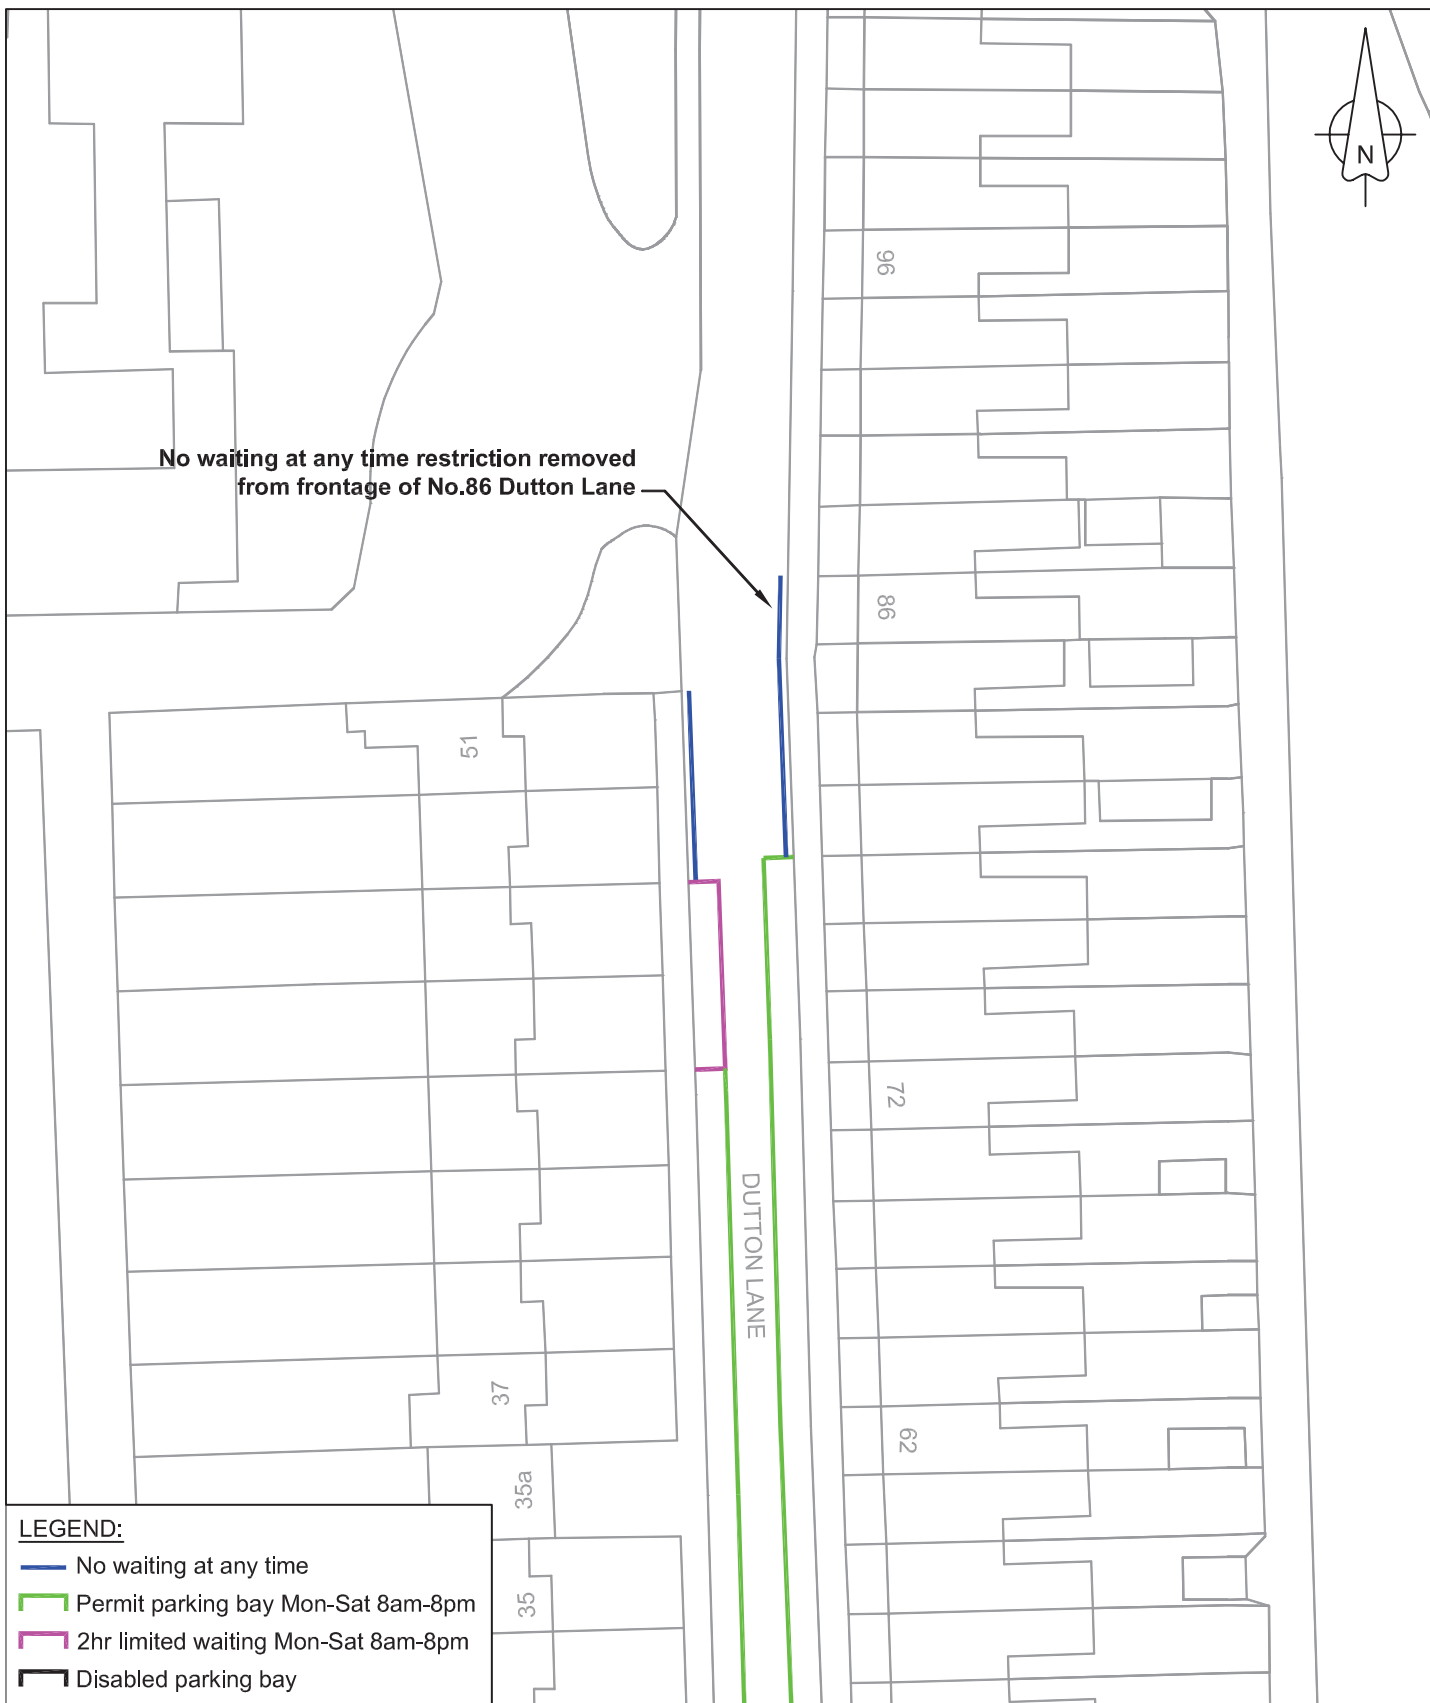 N
96
No waiting at any time restriction removed
from frontage of No.86 Dutton Lane
86
51
72
DUTTON LANE
37
62
35a
35
LEGEND:
No waiting at any time
Permit parking bay Mon-Sat 8am-8pm
2hr limited waiting Mon-Sat 8am-8pm
Disabled parking bay